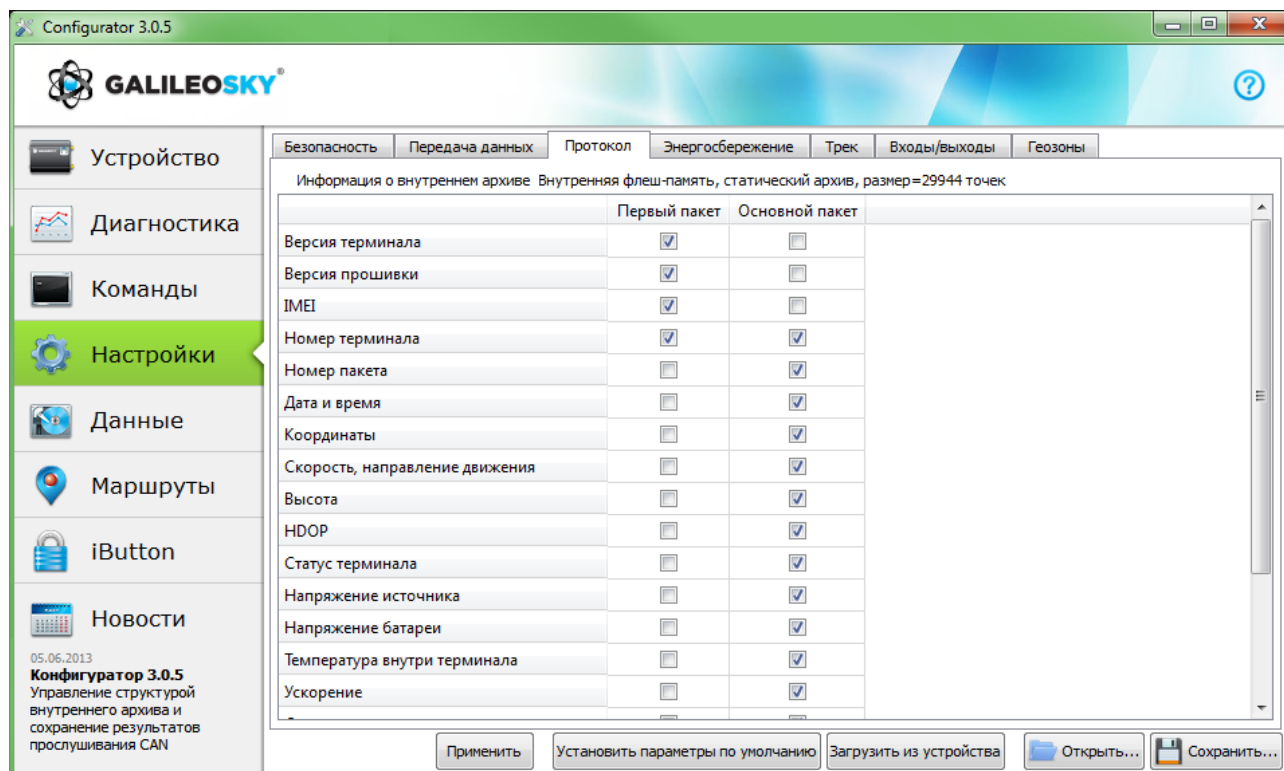 Configurator 3.0.5
GALILEOSKY®
Устройство
Диагностика
Команды
Настройки
Данные
Маршруты
iButton
Новости
05.06.2013
Конфигуратор 3.0.5
Управление структурой
внутреннего архива и
сохранение результатов
прослушивания CAN
Безопасность Передача данных Протокол Энергосбережение Трек Входы/выходы Геозоны
Информация о внутреннем архиве Внутренняя флеш-память, статический архив, размер=29944 точек
Первый пакет Основной пакет
Версия терминала
Версия прошивки
IMEI
Номер терминала
Номер пакета
Дата и время
Координаты
Скорость, направление движения
Высота
HDOP
Статус терминала
Напряжение источника
Напряжение батареи
Температура внутри терминала
Ускорение
Применить Установить параметры по умолчанию Загрузить из устройства Открыть... Сохранить...